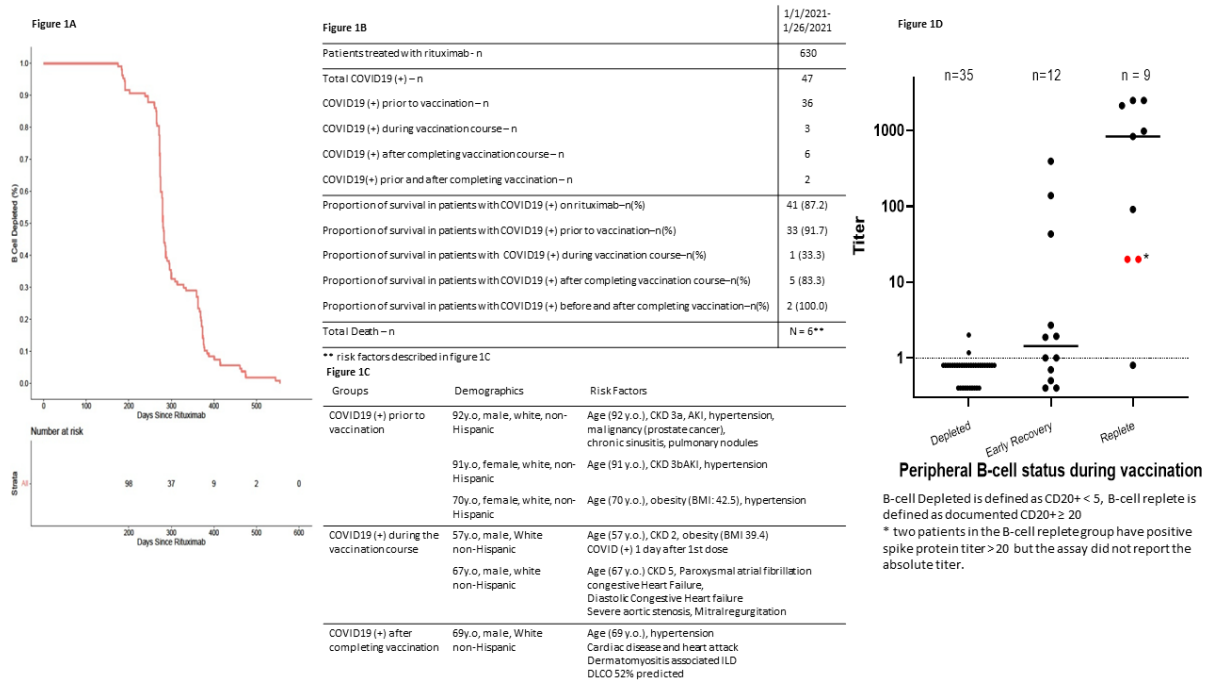 Figure 1A
1.0
0.9
0.8
0.7
0.6
0.5
0.4
0.3
0.2
0.1
0.0
B Cell Depleted (%)
0 100 200 300 400 500
Days Since Rituximab
Number at risk
Strata
All
98 37 9 2 0
200 300 400 500 600
Days Since Rituximab
Figure 1B
1/1/2021-
1/26/2021
Patients treated with rituximab - n 630
Total COVID19 (+) – n 47
COVID19 (+) prior to vaccination – n 36
COVID19 (+) during vaccination course – n 3
COVID19 (+) after completing vaccination course – n 6
COVID19(+) prior and after completing vaccination – n 2
Proportion of survival in patients with COVID19 (+) on rituximab–n(%) 41 (87.2)
Proportion of survival in patients with COVID19 (+) prior to vaccination–n(%) 33 (91.7)
Proportion of survival in patients with COVID19 (+) during vaccination course–n(%) 1 (33.3)
Proportion of survival in patients with COVID19 (+) after completing vaccination course–n(%) 5 (83.3)
Proportion of survival in patients with COVID19 (+) before and after completing vaccination–n(%) 2 (100.0)
Total Death – n N = 6**
** risk factors described in figure 1C
Figure 1C
Groups Demographics Risk Factors
COVID19 (+) prior to 92y.o, male, white, non- Age (92 y.o.), CKD 3a, AKI, hypertension,
vaccination Hispanic malignancy (prostate cancer),
chronic sinusitis, pulmonary nodules
91y.o, female, white, non- Age (91 y.o.), CKD 3bAKI, hypertension
Hispanic
70y.o, female, white, non- Age (70 y.o.), obesity (BMI: 42.5), hypertension
Hispanic
COVID19 (+) during the 57y.o, male, White Age (57 y.o.), CKD 2, obesity (BMI 39.4)
vaccination course non-Hispanic COVID (+) 1 day after 1st dose
67y.o, male, white Age (67 y.o.) CKD 5, Paroxysmal atrial fibrillation
non-Hispanic congestive Heart Failure,
Diastolic Congestive Heart failure
Severe aortic stenosis, Mitral regurgitation
COVID19 (+) after 69y.o, male, White Age (69 y.o.), hypertension
completing vaccination non-Hispanic Cardiac disease and heart attack
Dermatomyositis associated ILD
DLCO 52% predicted
Figure 1D
n=35 n=12 n = 9
1000
100
10
1
Titer
*
Depleted Early Recovery Replete
Peripheral B-cell status during vaccination
B-cell Depleted is defined as CD20+ < 5, B-cell replete is
defined as documented CD20+ ≥ 20
* two patients in the B-cell replete group have positive
spike protein titer >20 but the assay did not report the
absolute titer.